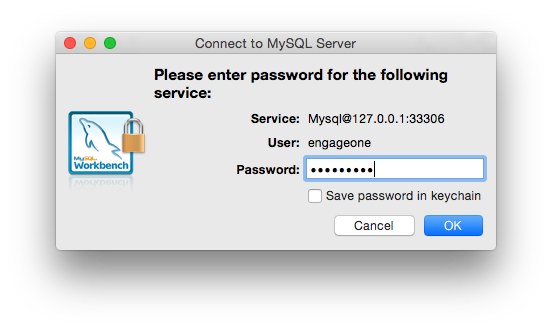 Connect to MySQL Server
Please enter password for the following
service:
Service: Mysql@127.0.0.1:33306
User: engageone
Password: •••••••••
MySQL
Workbench
Save password in keychain
Cancel
OK